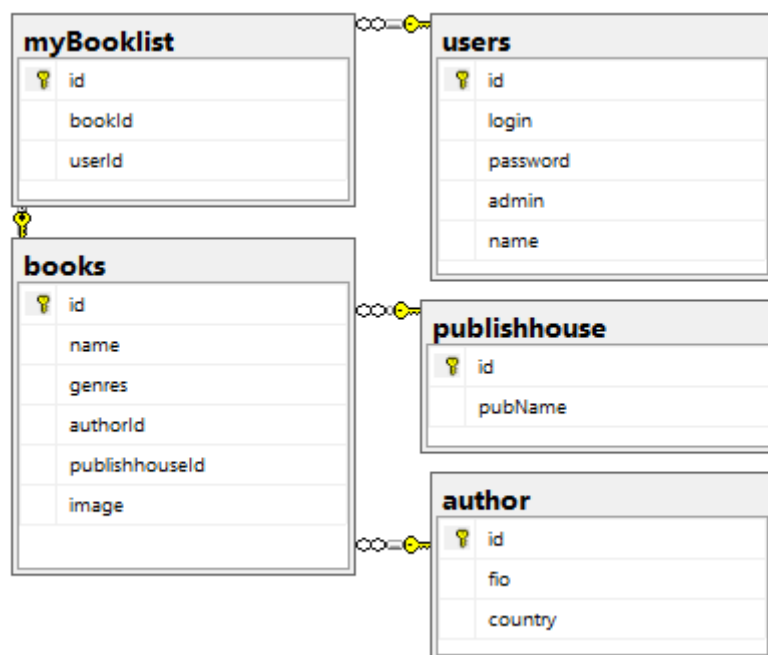 myBooklist
id
bookId
userId
users
id
login
password
admin
name
books
id
name
genres
authorId
publishhouseId
image
publishhouse
id
pubName
author
id
fio
country